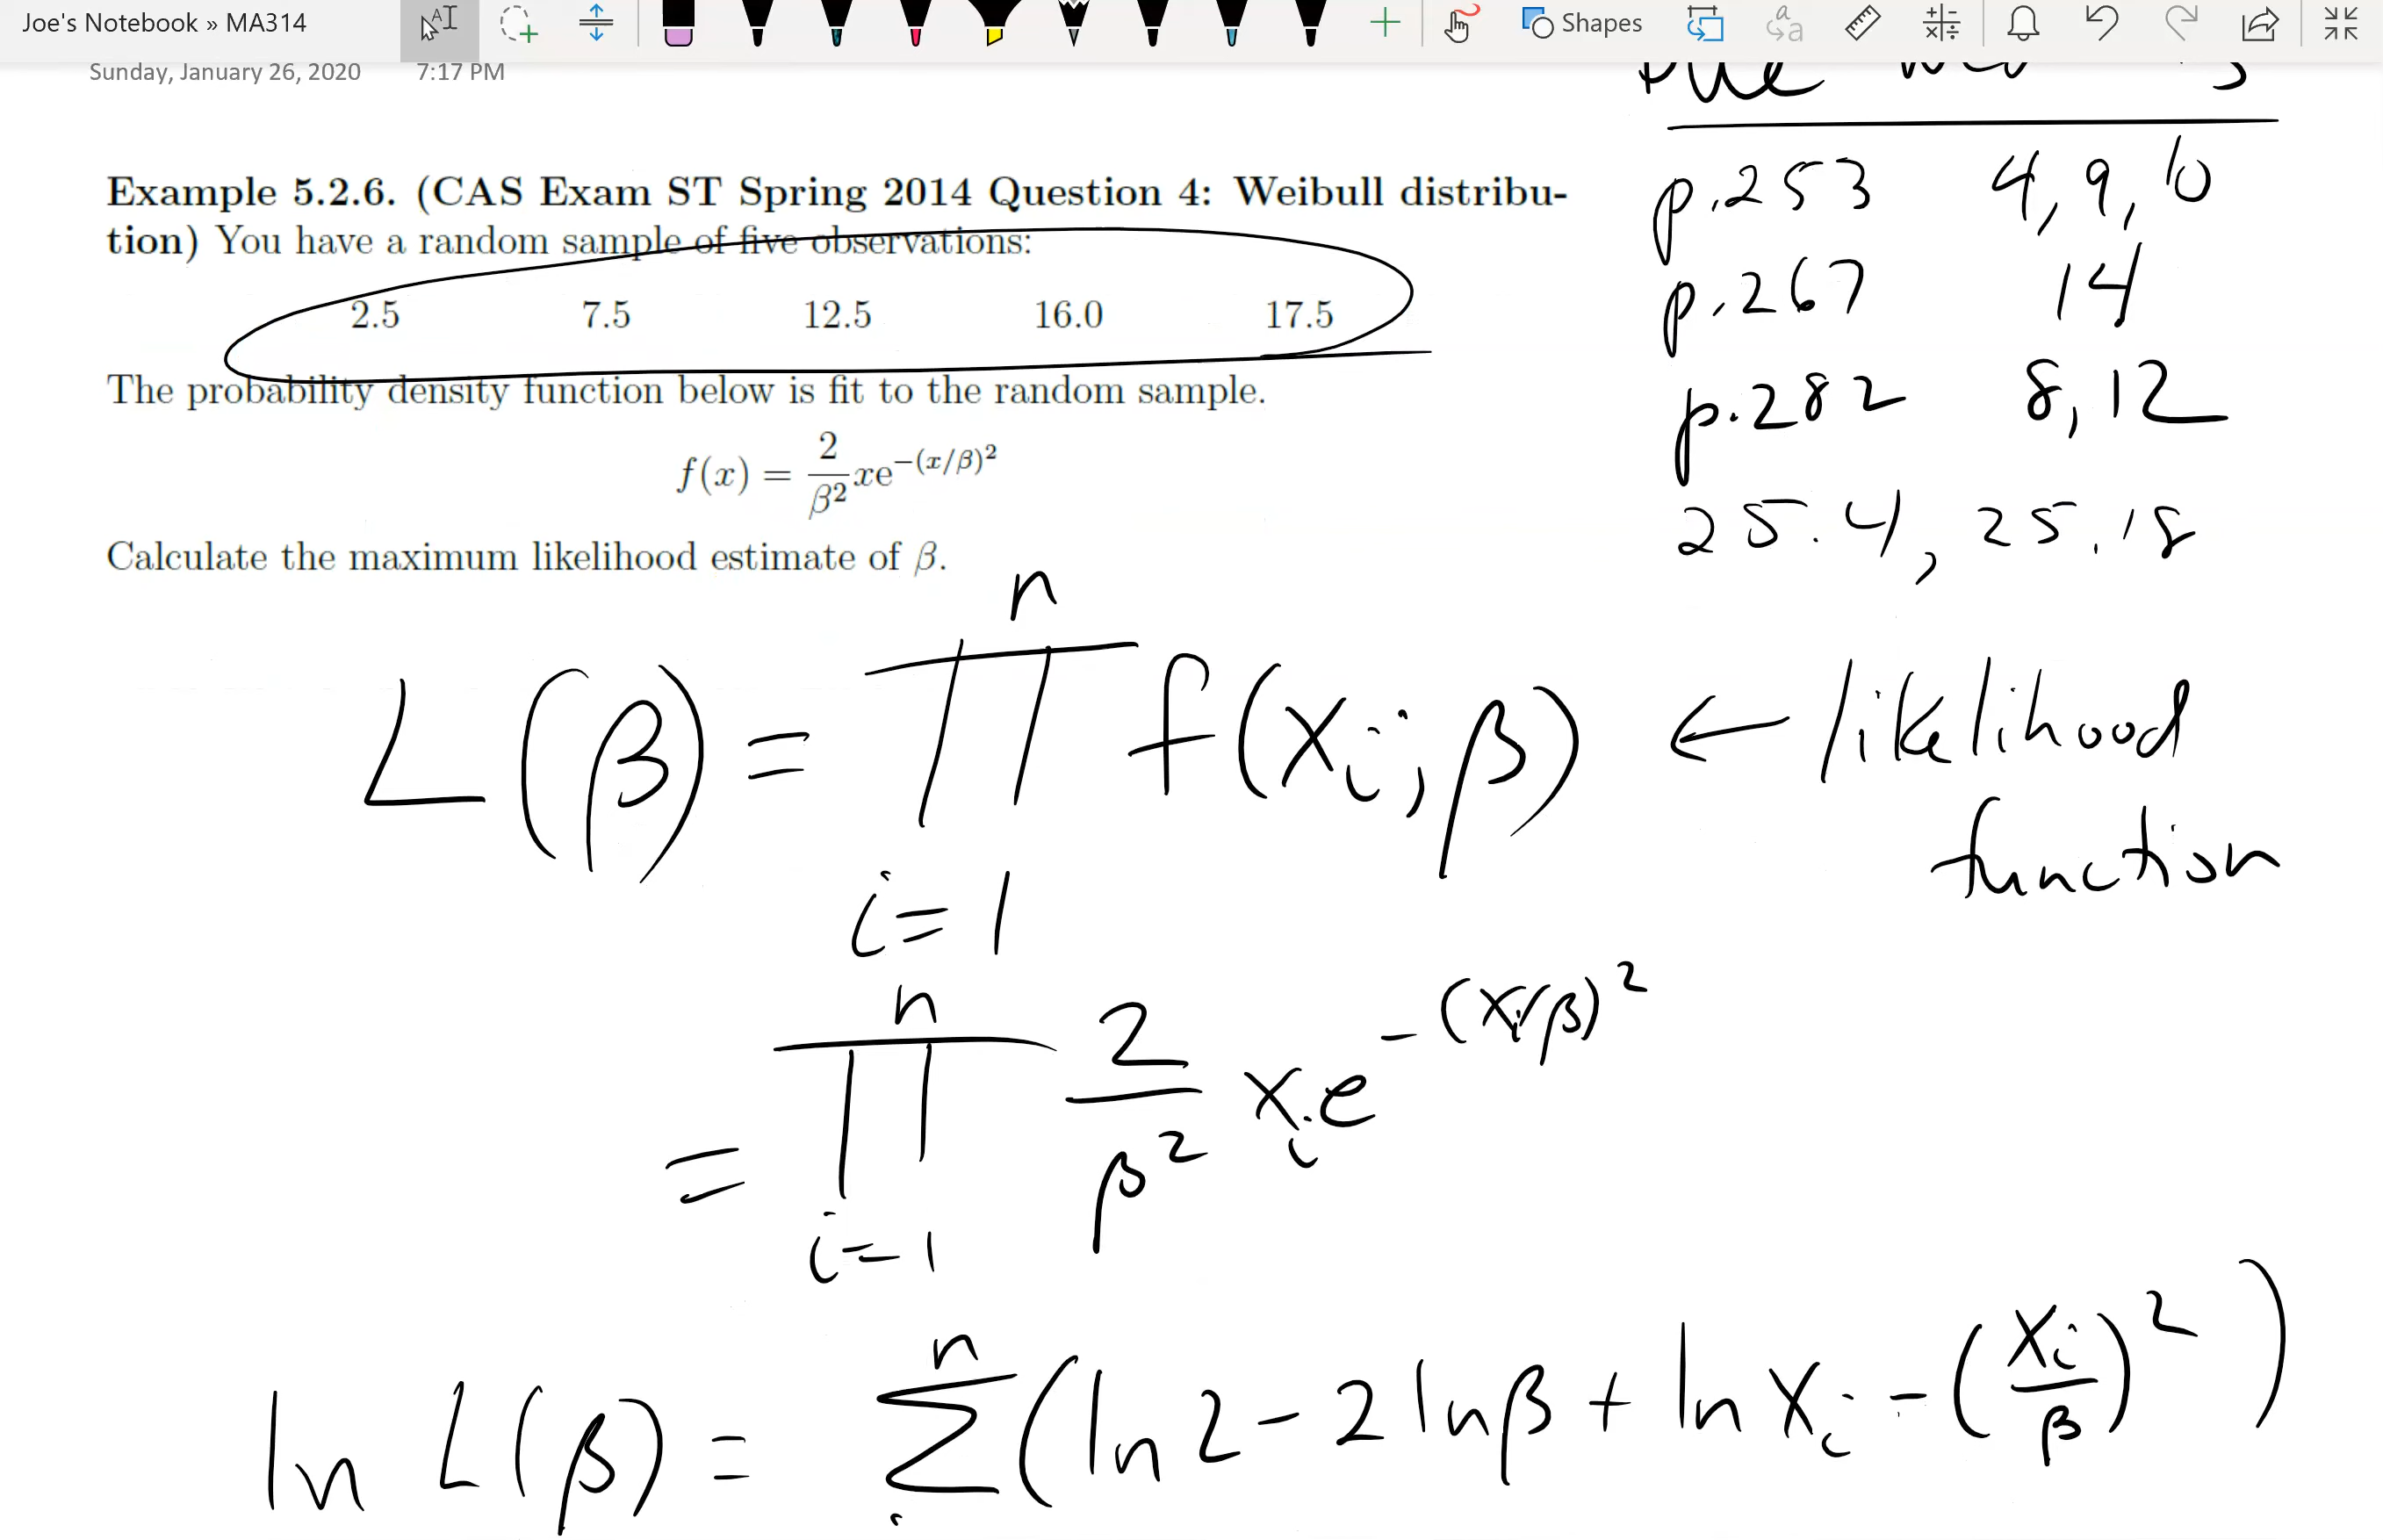 Joe's Notebook » MA314
Shapes
Sunday, January 26, 2020 7:17 PM
Example 5.2.6. (CAS Exam ST Spring 2014 Question 4: Weibull distribu-
tion) You have a random sample of five observations:
2.5 7.5 12.5 16.0 17.5
The probability density function below is fit to the random sample.
f(x) = 2/β² xe^−(x/β)²
Calculate the maximum likelihood estimate of β.
p.253 4, 9, 10
p.267 14
p.282 8, 12
25.4, 25.18
L(β) = ∏_{i=1}^{n} f(x_i; β) ← likelihood
function
= ∏_{i=1}^{n} 2/β² x_i e^−(x_i/β)²
ln L(β) = ∑_{i}^{n} (ln 2 − 2 ln β + ln x_i − (x_i/β)²)